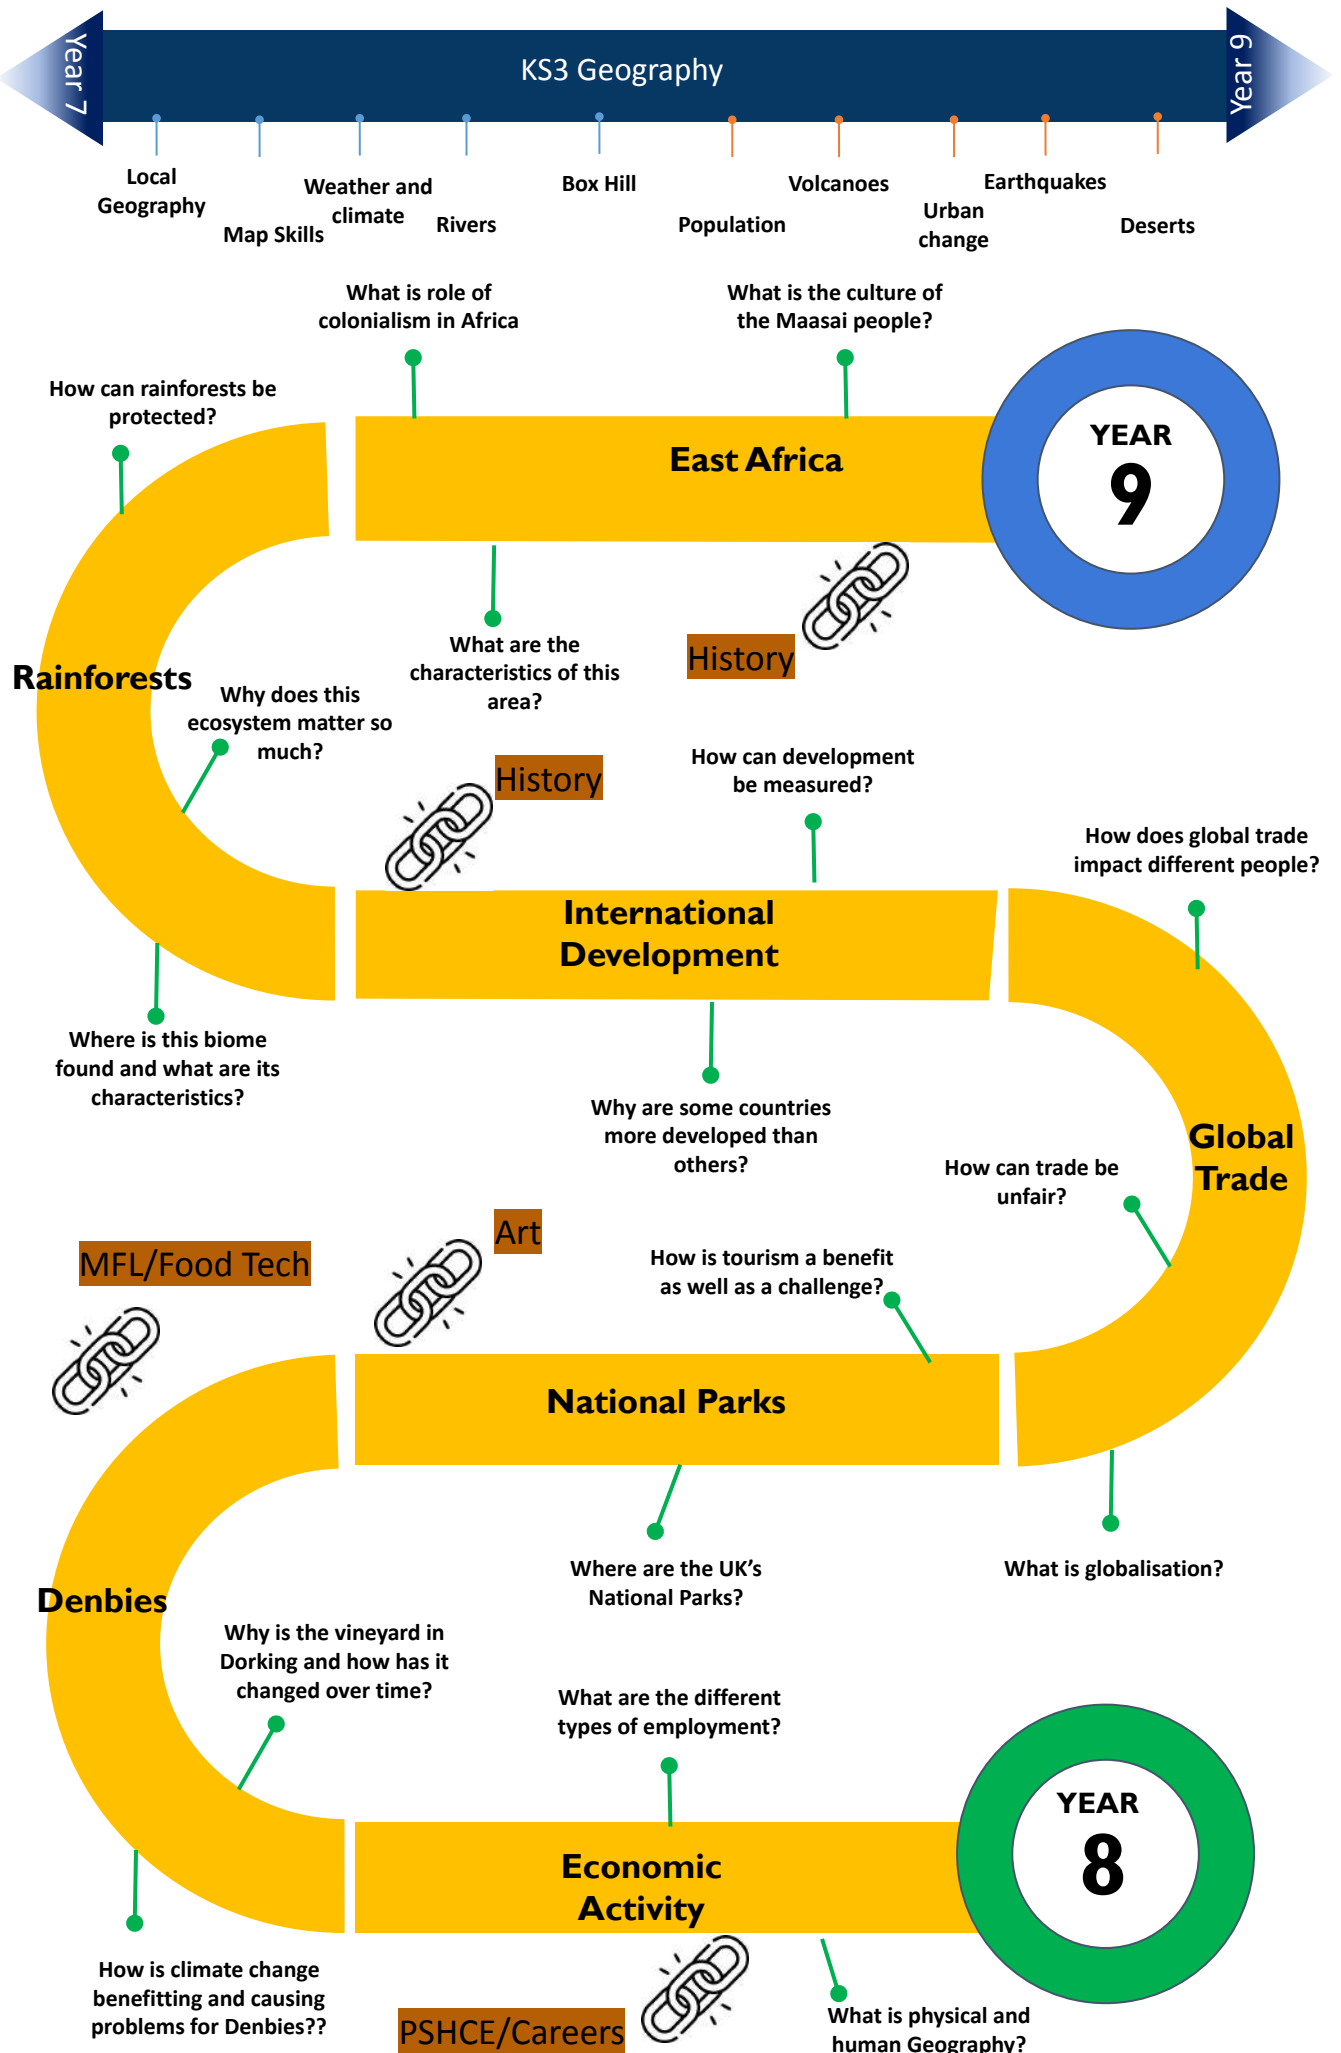 Year 7
KS3 Geography
Year 9
Local
Geography
Map Skills
Weather and
climate
Rivers
Box Hill
Population
Volcanoes
Urban
change
Earthquakes
Deserts
What is role of
colonialism in Africa
What is the culture of
the Maasai people?
How can rainforests be
protected?
East Africa
YEAR
9
What are the
characteristics of this
area?
History
Rainforests
Why does this
ecosystem matter so
much?
History
How can development
be measured?
How does global trade
impact different people?
International
Development
Where is this biome
found and what are its
characteristics?
Why are some countries
more developed than
others?
Global
Trade
How can trade be
unfair?
MFL/Food Tech
Art
How is tourism a benefit
as well as a challenge?
National Parks
Where are the UK's
National Parks?
What is globalisation?
Denbies
Why is the vineyard in
Dorking and how has it
changed over time?
What are the different
types of employment?
YEAR
8
Economic
Activity
How is climate change
benefitting and causing
problems for Denbies??
PSHCE/Careers
What is physical and
human Geography?